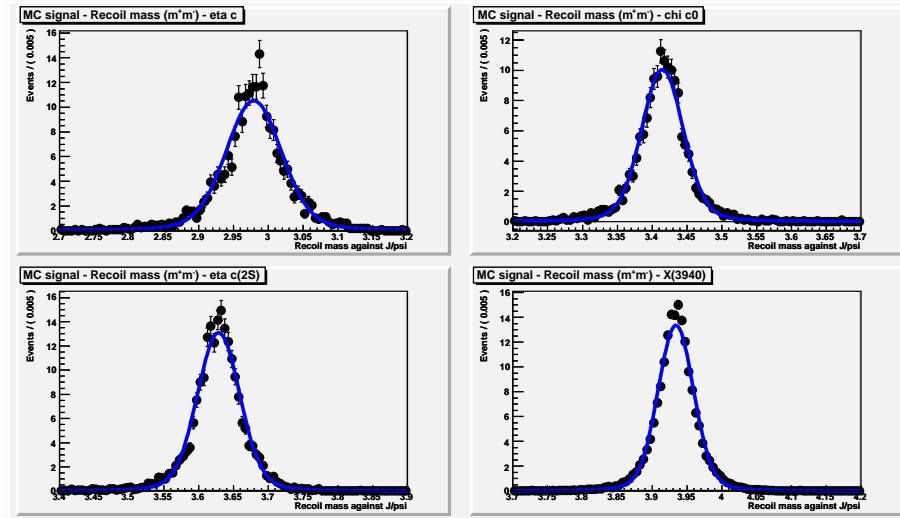 MC signal - Recoil mass (m⁺m⁻) - eta c
Events / ( 0.005 )
16
14
12
10
8
6
4
2
0
2.7 2.75 2.8 2.85 2.9 2.95 3 3.05 3.1 3.15 3.2
Recoil mass against J/psi
MC signal - Recoil mass (m⁺m⁻) - chi c0
Events / ( 0.005 )
12
10
8
6
4
2
0
3.2 3.25 3.3 3.35 3.4 3.45 3.5 3.55 3.6 3.65 3.7
Recoil mass against J/psi
MC signal - Recoil mass (m⁺m⁻) - eta c(2S)
Events / ( 0.005 )
16
14
12
10
8
6
4
2
0
3.4 3.45 3.5 3.55 3.6 3.65 3.7 3.75 3.8 3.85 3.9
Recoil mass against J/psi
MC signal - Recoil mass (m⁺m⁻) - X(3940)
Events / ( 0.005 )
16
14
12
10
8
6
4
2
0
3.7 3.75 3.8 3.85 3.9 3.95 4 4.05 4.1 4.15 4.2
Recoil mass against J/psi